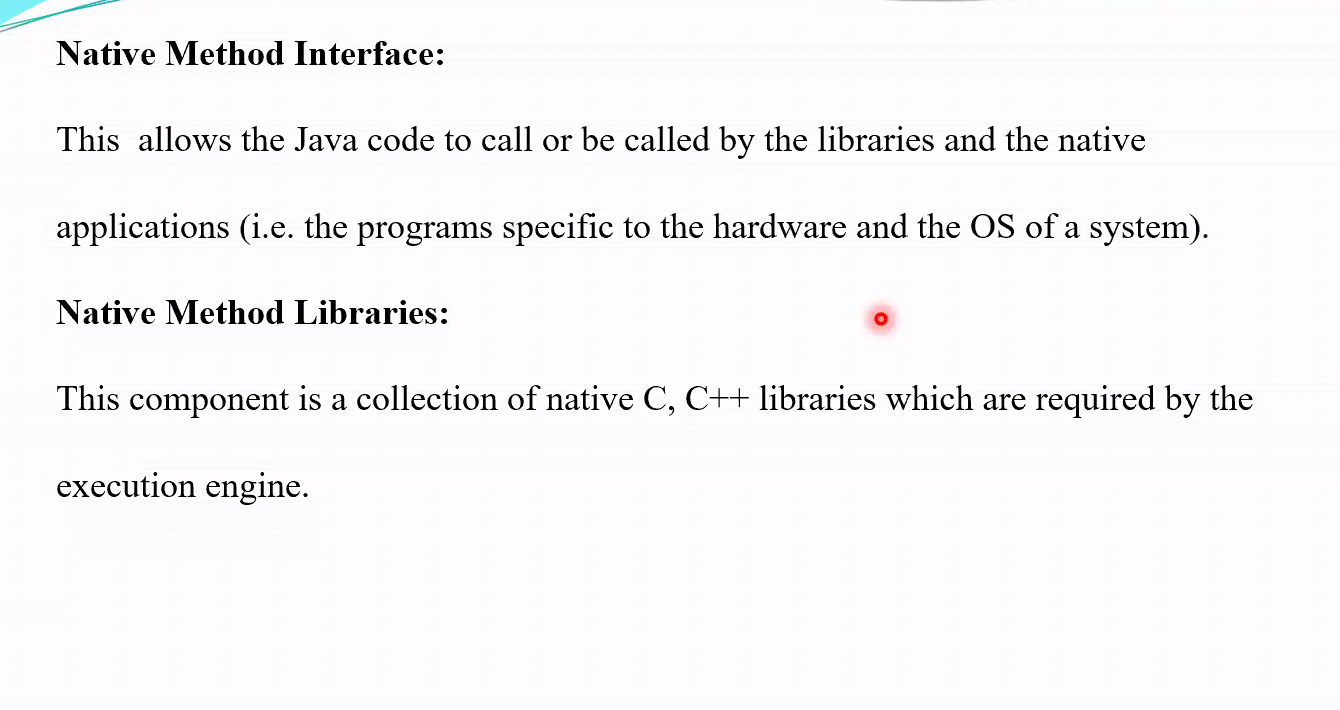 Native Method Interface:
This  allows the Java code to call or be called by the libraries and the native
applications (i.e. the programs specific to the hardware and the OS of a system).
Native Method Libraries:
This component is a collection of native C, C++ libraries which are required by the
execution engine.